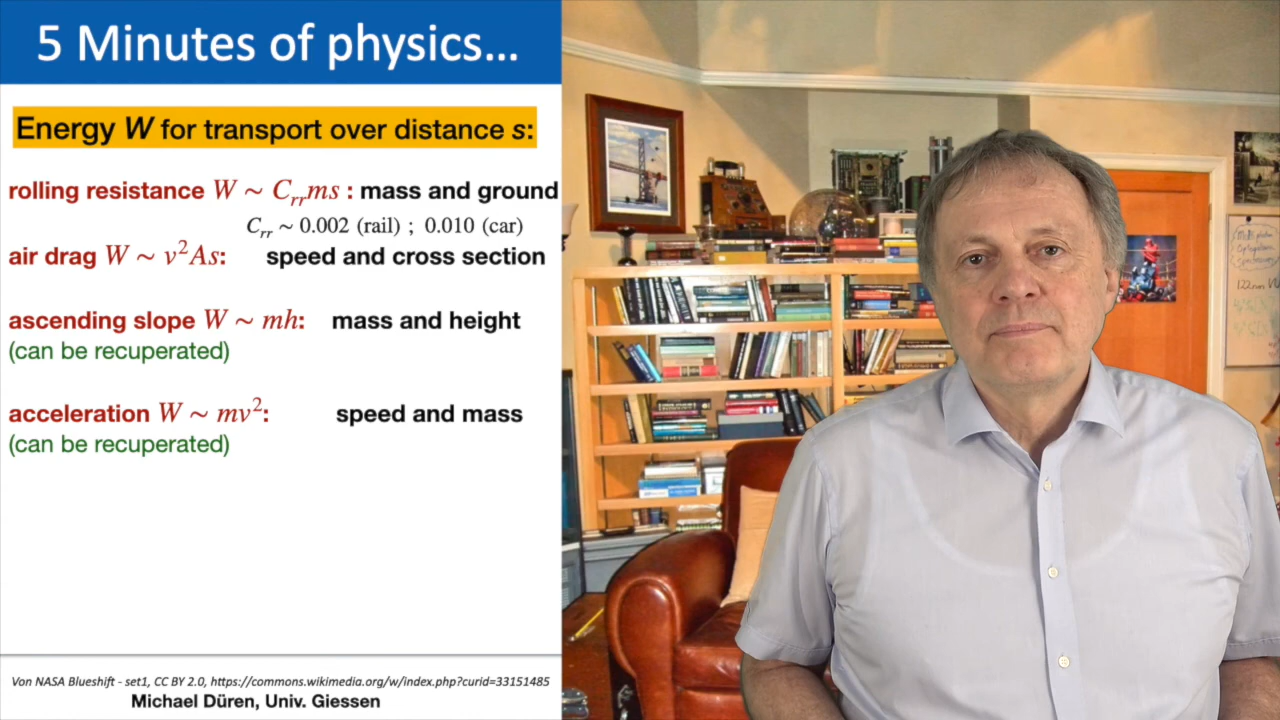 5 Minutes of physics...
Energy W for transport over distance s:
rolling resistance W ~ Cᵣᵣms : mass and ground
Cᵣᵣ ~ 0.002 (rail) ; 0.010 (car)
air drag W ~ v²As: speed and cross section
ascending slope W ~ mh: mass and height
(can be recuperated)
acceleration W ~ mv²: speed and mass
(can be recuperated)
Von NASA Blueshift - set1, CC BY 2.0, https://commons.wikimedia.org/w/index.php?curid=33151485
Michael Düren, Univ. Giessen